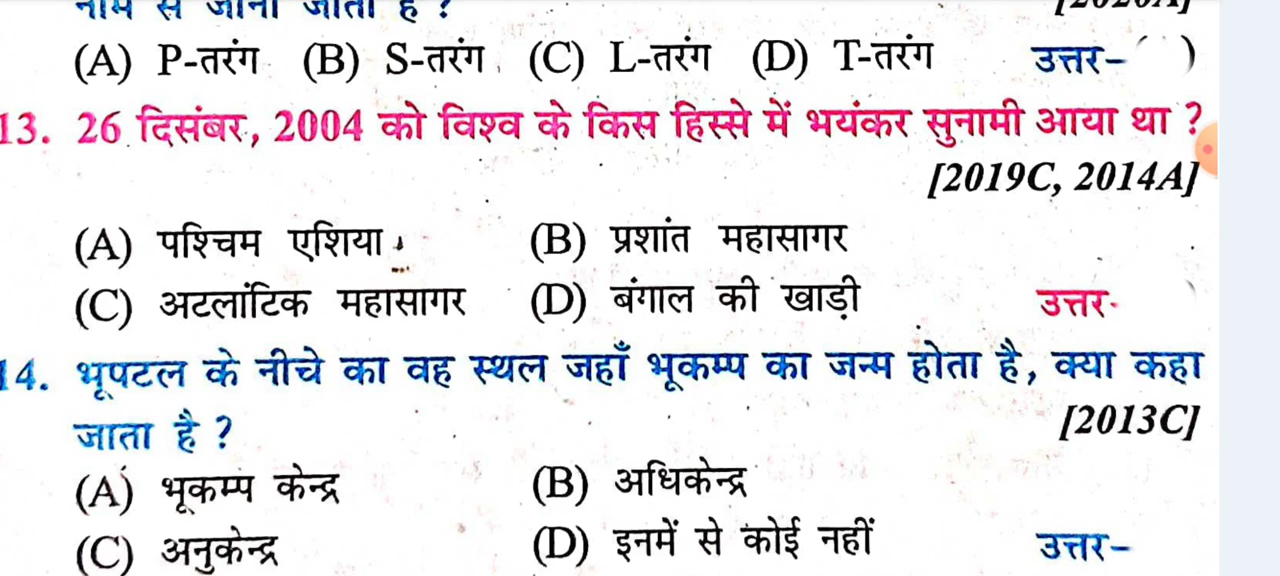 नाम से जाना जाता है ?
(A) P-तरंग (B) S-तरंग (C) L-तरंग (D) T-तरंग उत्तर- ( )
13. 26 दिसंबर, 2004 को विश्व के किस हिस्से में भयंकर सुनामी आया था ?
[2019C, 2014A]
(A) पश्चिम एशिया (B) प्रशांत महासागर
(C) अटलांटिक महासागर (D) बंगाल की खाड़ी उत्तर-
14. भूपटल के नीचे का वह स्थल जहाँ भूकम्प का जन्म होता है, क्या कहा
जाता है ? [2013C]
(A) भूकम्प केन्द्र (B) अधिकेन्द्र
(C) अनुकेन्द्र (D) इनमें से कोई नहीं उत्तर-